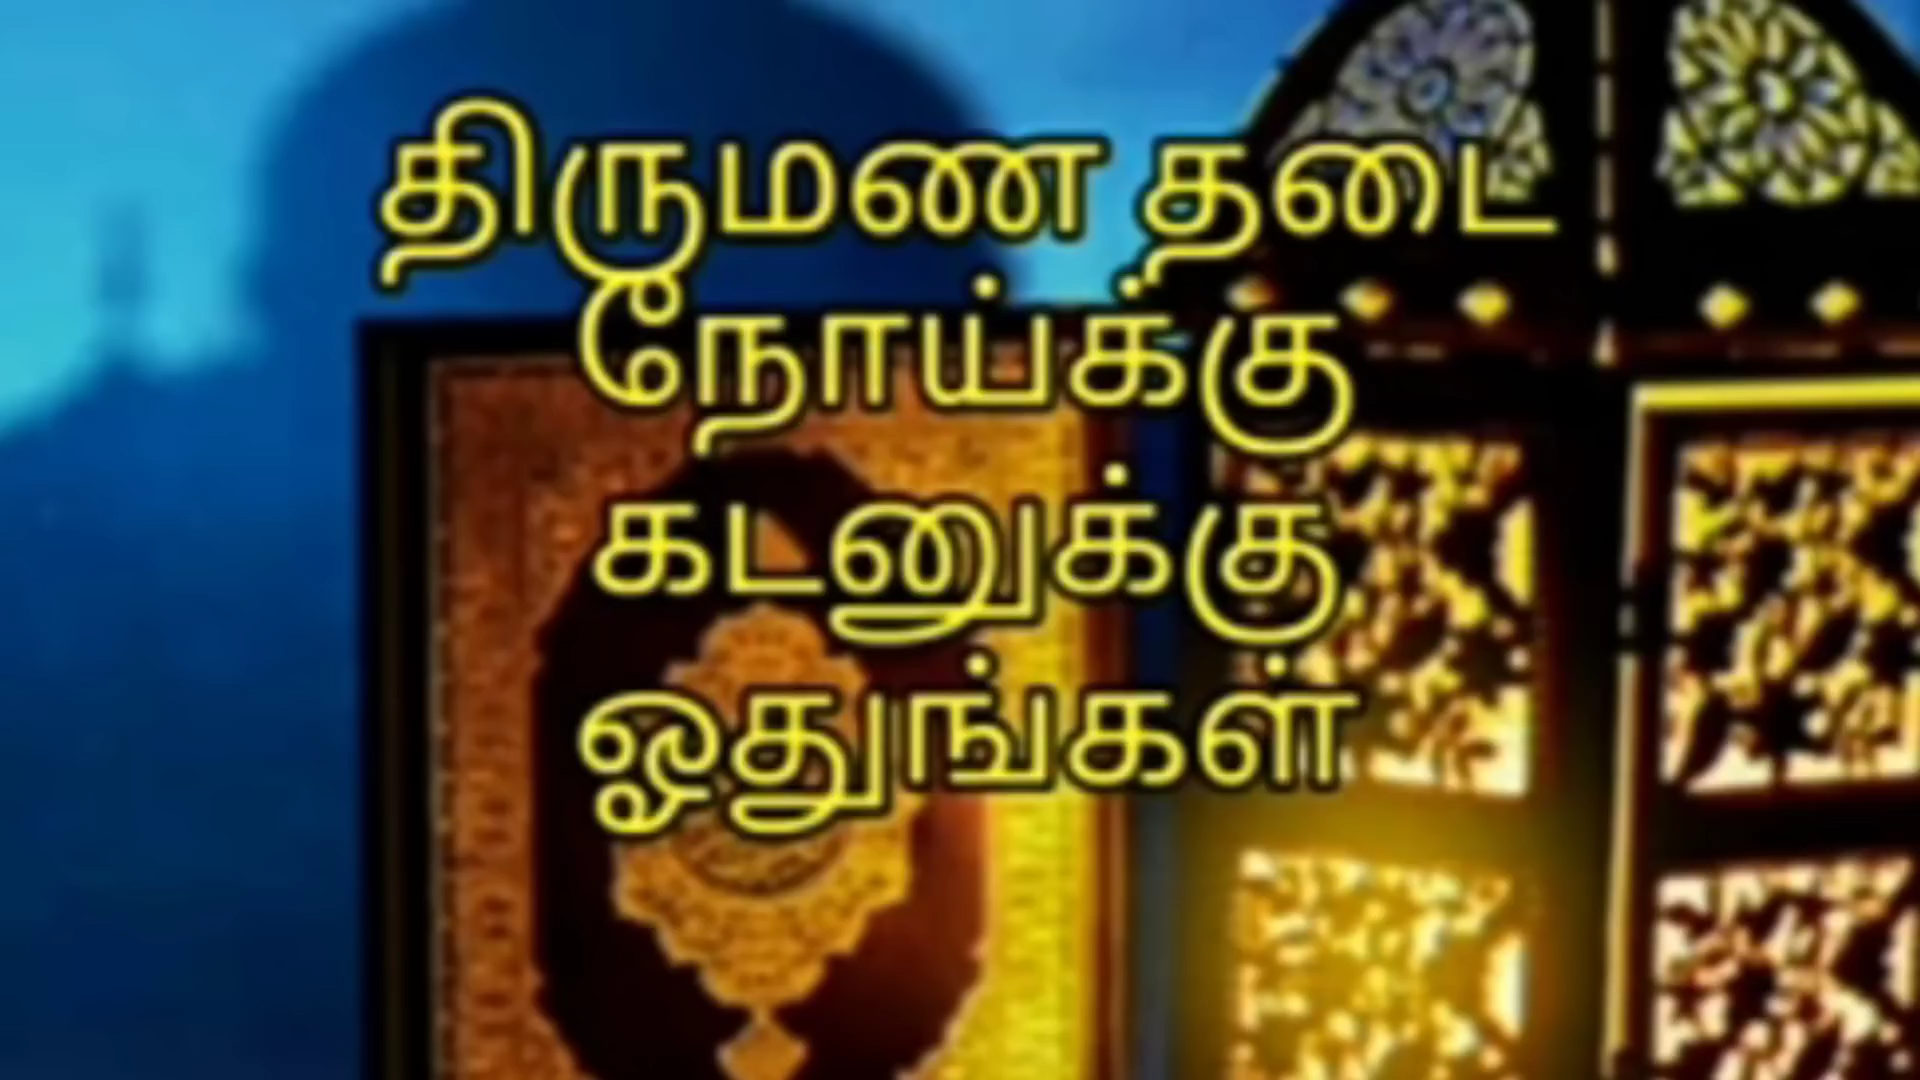 திருமண தடை
நோய்க்கு
கடனுக்கு
ஓதுங்கள்